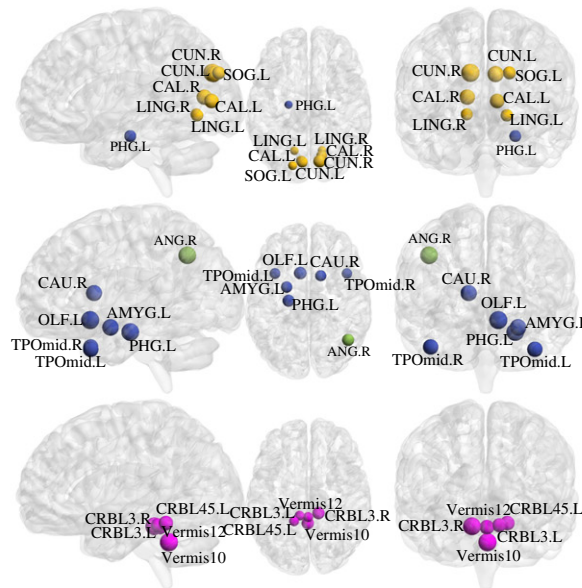 CUN.R
CUN.L
SOG.L
CAL.R
LING.R
CAL.L
LING.L
PHG.L
PHG.L
LING.L
LING.R
CAL.L
CAL.R
SOG.L
CUN.L
CUN.R
CUN.L
CUN.R
SOG.L
CAL.R
CAL.L
LING.R
LING.L
PHG.L
ANG.R
CAU.R
OLF.L
AMYG.L
TPOmid.R
PHG.L
TPOmid.L
OLF.L
CAU.R
TPOmid.L
TPOmid.R
AMYG.L
PHG.L
ANG.R
ANG.R
CAU.R
OLF.L
AMYG.L
PHG.L
TPOmid.R
TPOmid.L
CRBL45.L
CRBL3.R
CRBL3.L
Vermis12
Vermis10
Vermis12
CRBL3.L
CRBL3.R
CRBL45.L
Vermis10
CRBL45.L
Vermis12
CRBL3.R
CRBL3.L
Vermis10